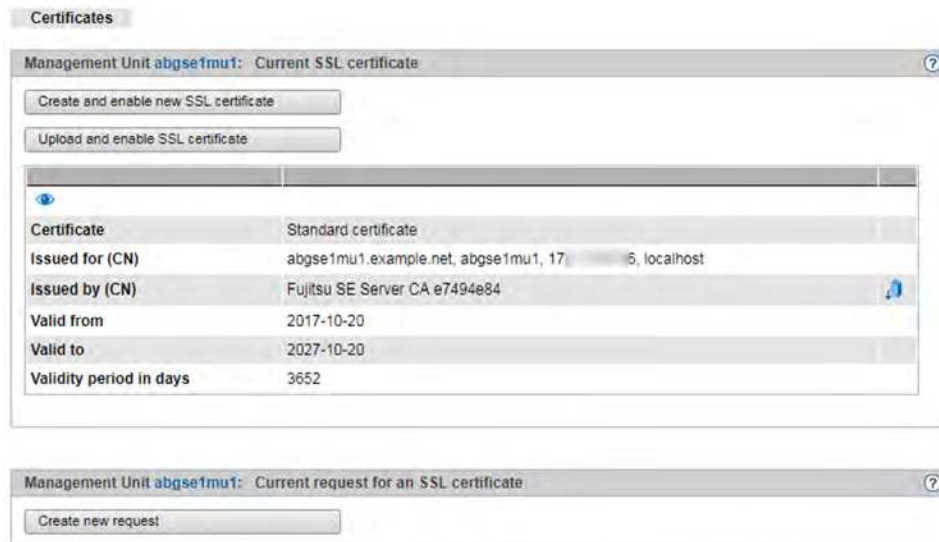 Certificates
Management Unit abgse1mu1: Current SSL certificate
Create and enable new SSL certificate
Upload and enable SSL certificate
Certificate Standard certificate
Issued for (CN) abgse1mu1.example.net, abgse1mu1, 17 6, localhost
Issued by (CN) Fujitsu SE Server CA e7494e84
Valid from 2017-10-20
Valid to 2027-10-20
Validity period in days 3652
Management Unit abgse1mu1: Current request for an SSL certificate
Create new request